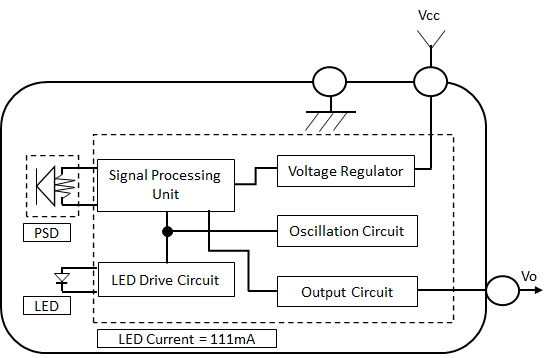 Vcc
Signal Processing
Unit
Voltage Regulator
PSD
Oscillation Circuit
LED Drive Circuit
Output Circuit
Vo
LED
LED Current = 111mA